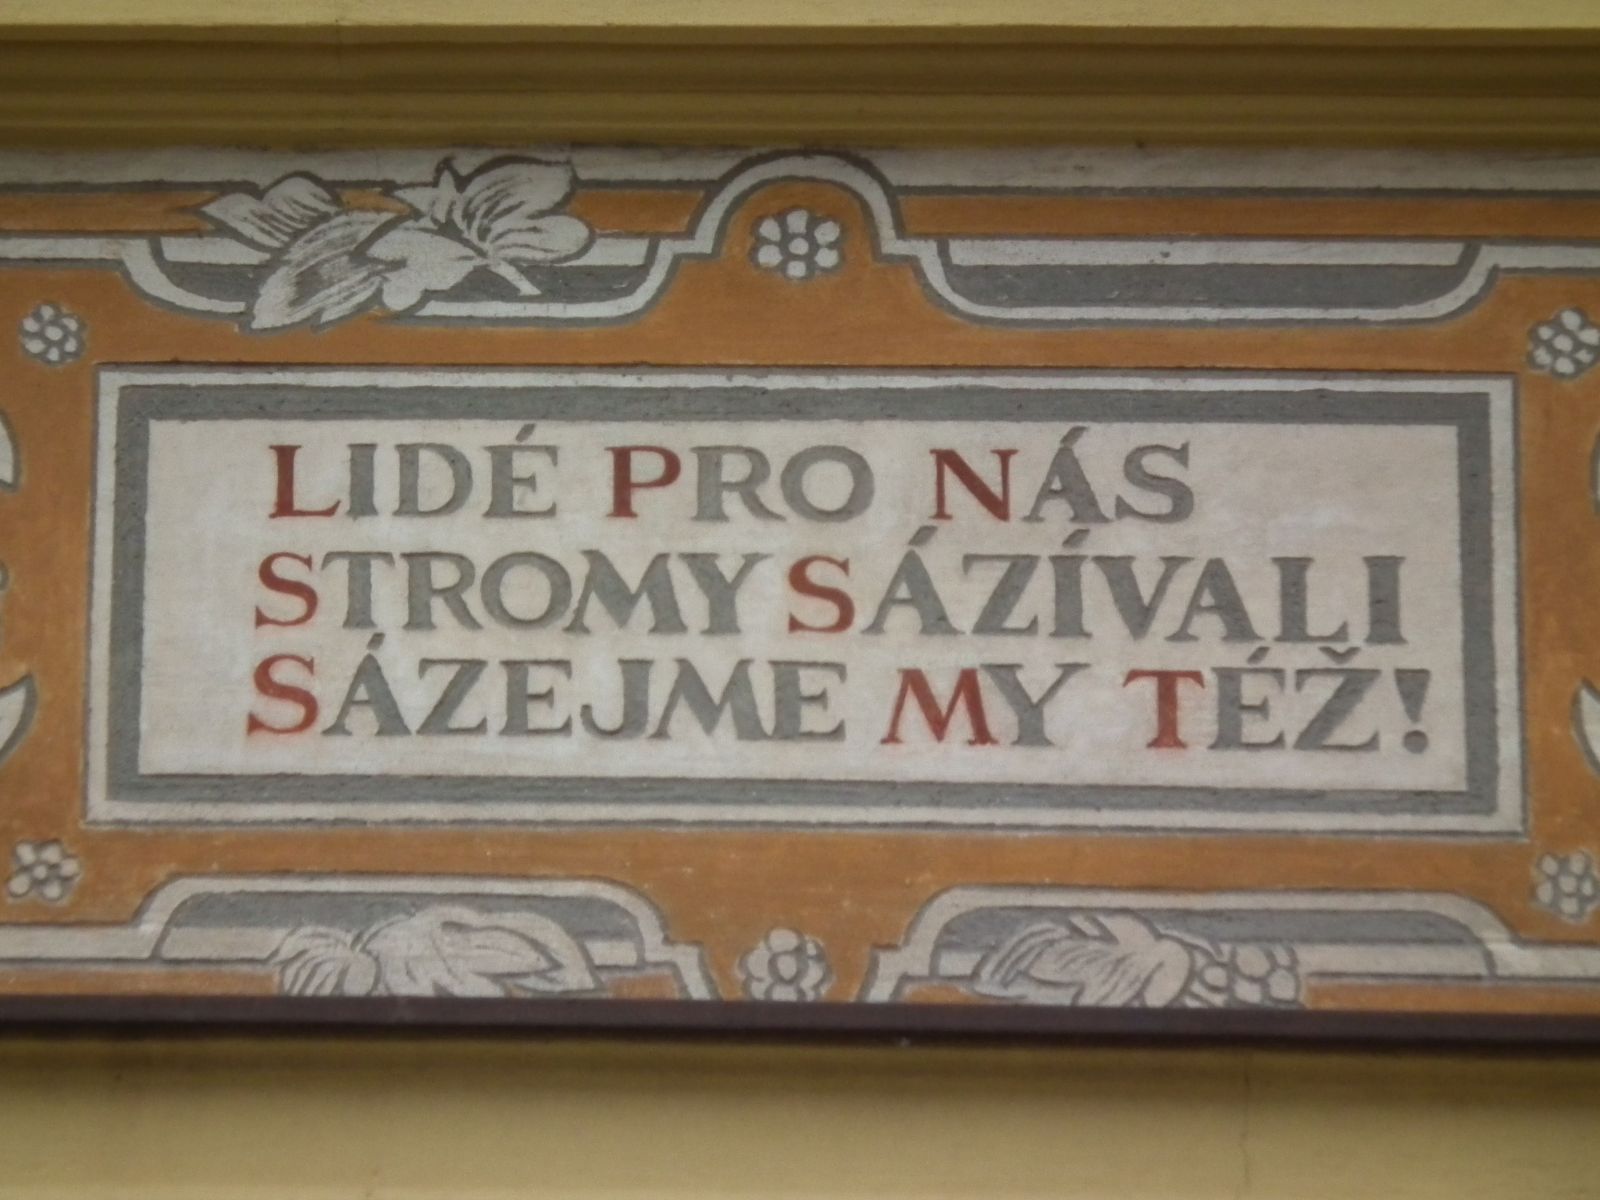 LIDÉ PRO NÁS
STROMY SÁZÍVALI
SÁZEJME MY TÉŽ!